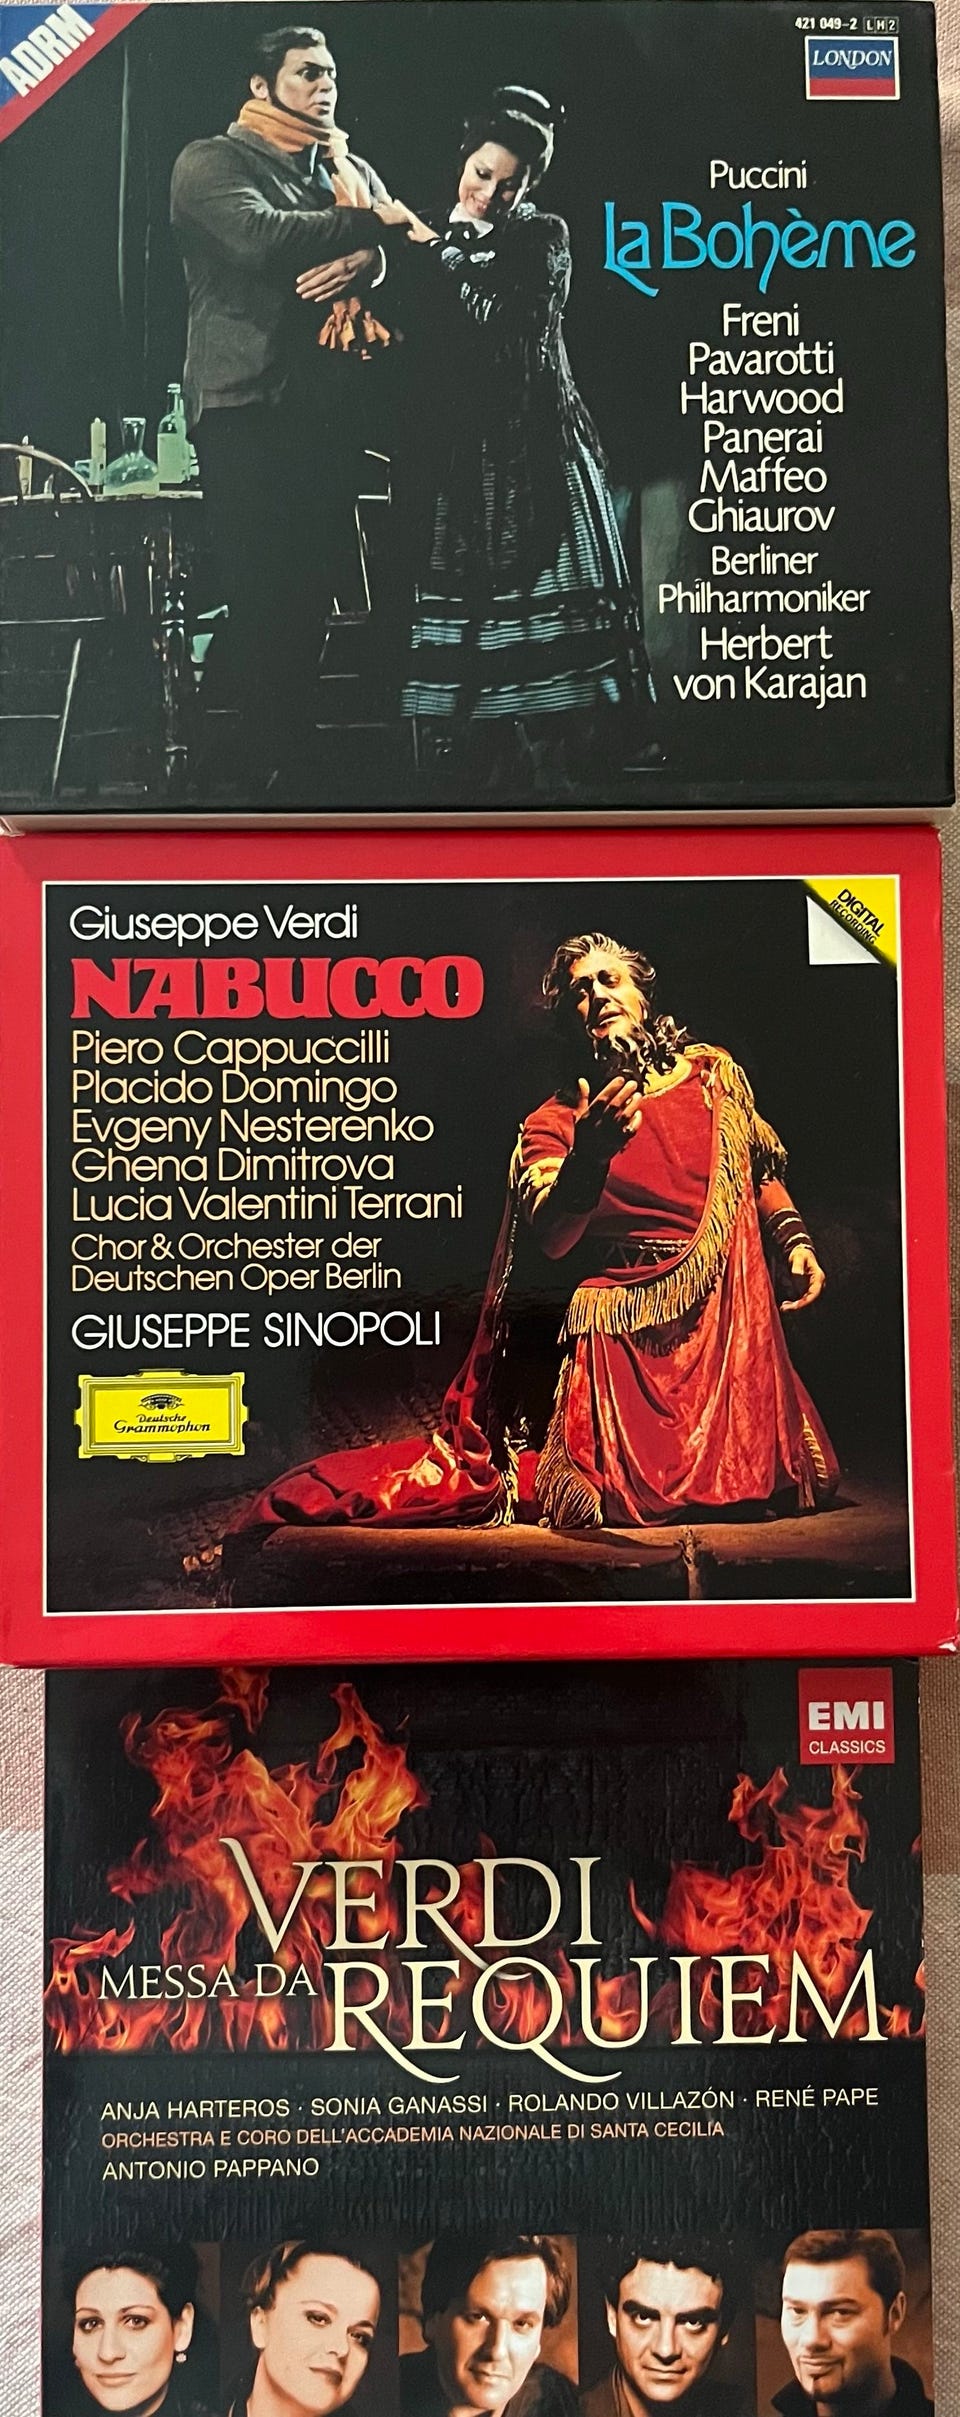 ADRM
421 049-2 LH2
LONDON
Puccini
La Bohème
Freni
Pavarotti
Harwood
Panerai
Maffeo
Ghiaurov
Berliner
Philharmoniker
Herbert
von Karajan
Giuseppe Verdi
NABUCCO
Piero Cappuccilli
Placido Domingo
Evgeny Nesterenko
Ghena Dimitrova
Lucia Valentini Terrani
Chor & Orchester der
Deutschen Oper Berlin
GIUSEPPE SINOPOLI
Deutsche
Grammophon
DIGITAL
RECORDING
EMI
CLASSICS
VERDI
MESSA DA REQUIEM
ANJA HARTEROS · SONIA GANASSI · ROLANDO VILLAZÓN · RENÉ PAPE
ORCHESTRA E CORO DELL'ACCADEMIA NAZIONALE DI SANTA CECILIA
ANTONIO PAPPANO